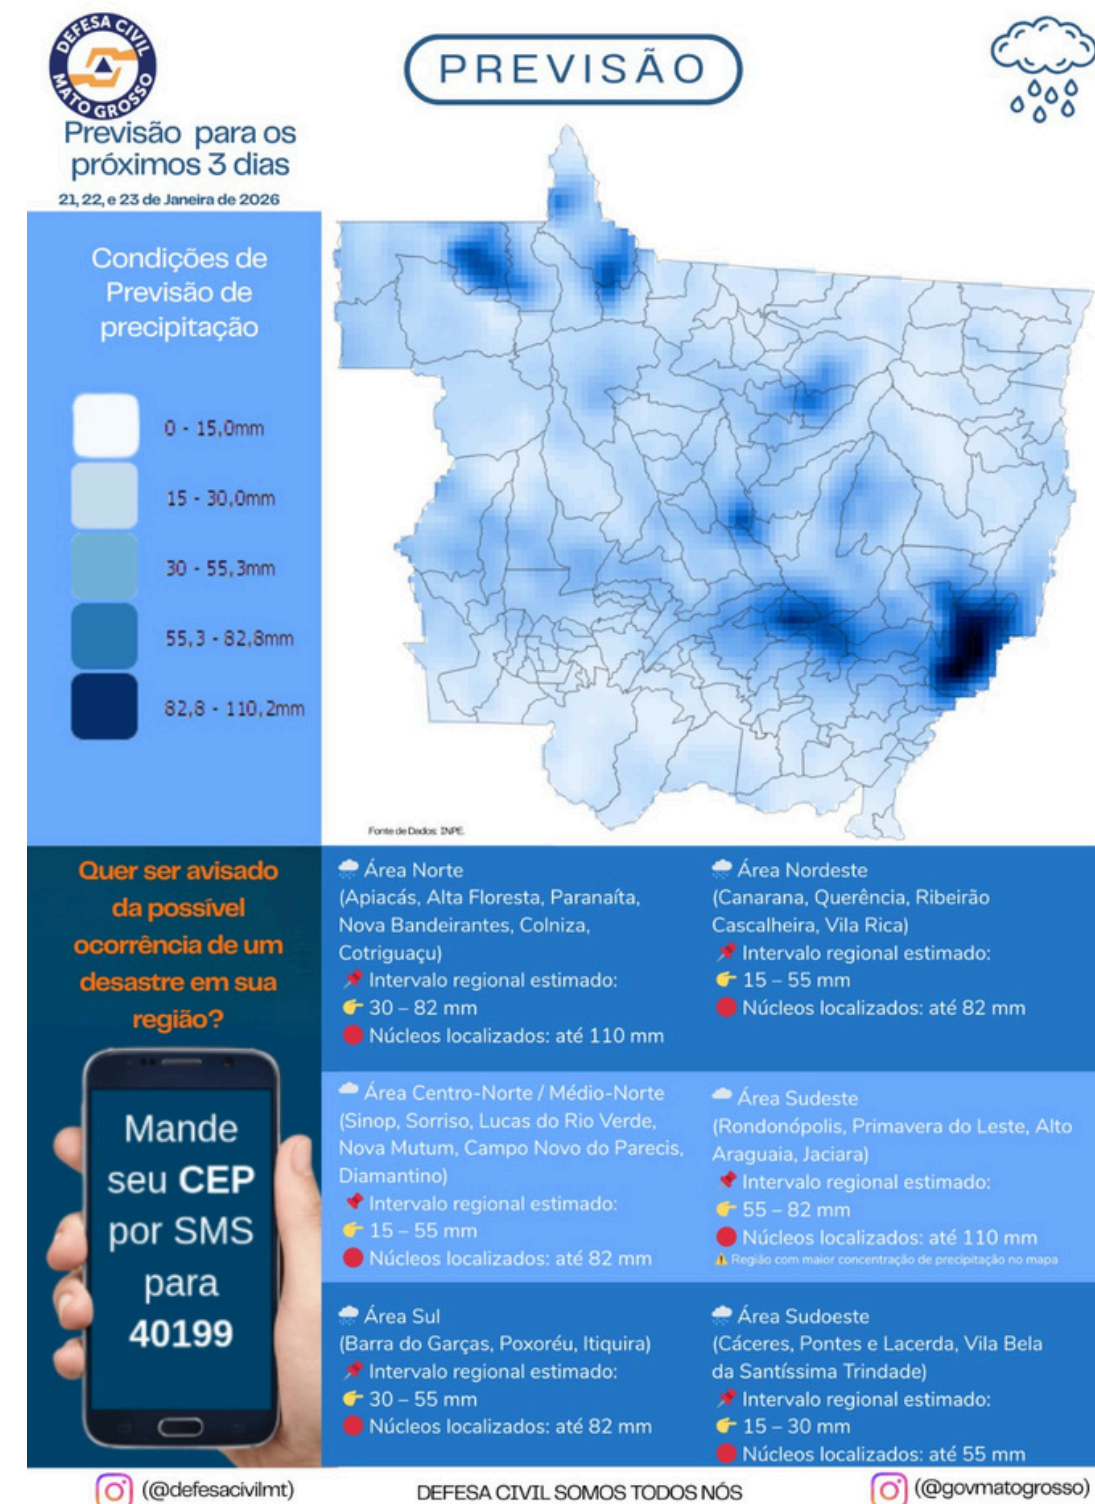 DEFESA CIVIL
MATO GROSSO
PREVISÃO
Previsão para os
próximos 3 dias
21, 22, e 23 de Janeira de 2026
Condições de
Previsão de
precipitação
0 - 15,0mm
15 - 30,0mm
30 - 55,3mm
55,3 - 82,8mm
82,8 - 110,2mm
Fonte de Dados: INPE.
Quer ser avisado
da possível
ocorrência de um
desastre em sua
região?
Mande
seu CEP
por SMS
para
40199
🌧 Área Norte
(Apiacás, Alta Floresta, Paranaíta,
Nova Bandeirantes, Colniza,
Cotriguaçu)
📌 Intervalo regional estimado:
👉 30 – 82 mm
🔴 Núcleos localizados: até 110 mm
🌧 Área Nordeste
(Canarana, Querência, Ribeirão
Cascalheira, Vila Rica)
📌 Intervalo regional estimado:
👉 15 – 55 mm
🔴 Núcleos localizados: até 82 mm
☁ Área Centro-Norte / Médio-Norte
(Sinop, Sorriso, Lucas do Rio Verde,
Nova Mutum, Campo Novo do Parecis,
Diamantino)
📌 Intervalo regional estimado:
👉 15 – 55 mm
🔴 Núcleos localizados: até 82 mm
☁ Área Sudeste
(Rondonópolis, Primavera do Leste, Alto
Araguaia, Jaciara)
📌 Intervalo regional estimado:
👉 55 – 82 mm
🔴 Núcleos localizados: até 110 mm
⚠ Região com maior concentração de precipitação no mapa
🌧 Área Sul
(Barra do Garças, Poxoréu, Itiquira)
📌 Intervalo regional estimado:
👉 30 – 55 mm
🔴 Núcleos localizados: até 82 mm
🌧 Área Sudoeste
(Cáceres, Pontes e Lacerda, Vila Bela
da Santíssima Trindade)
📌 Intervalo regional estimado:
👉 15 – 30 mm
🔴 Núcleos localizados: até 55 mm
(@defesacivilmt)
DEFESA CIVIL SOMOS TODOS NÓS
(@govmatogrosso)